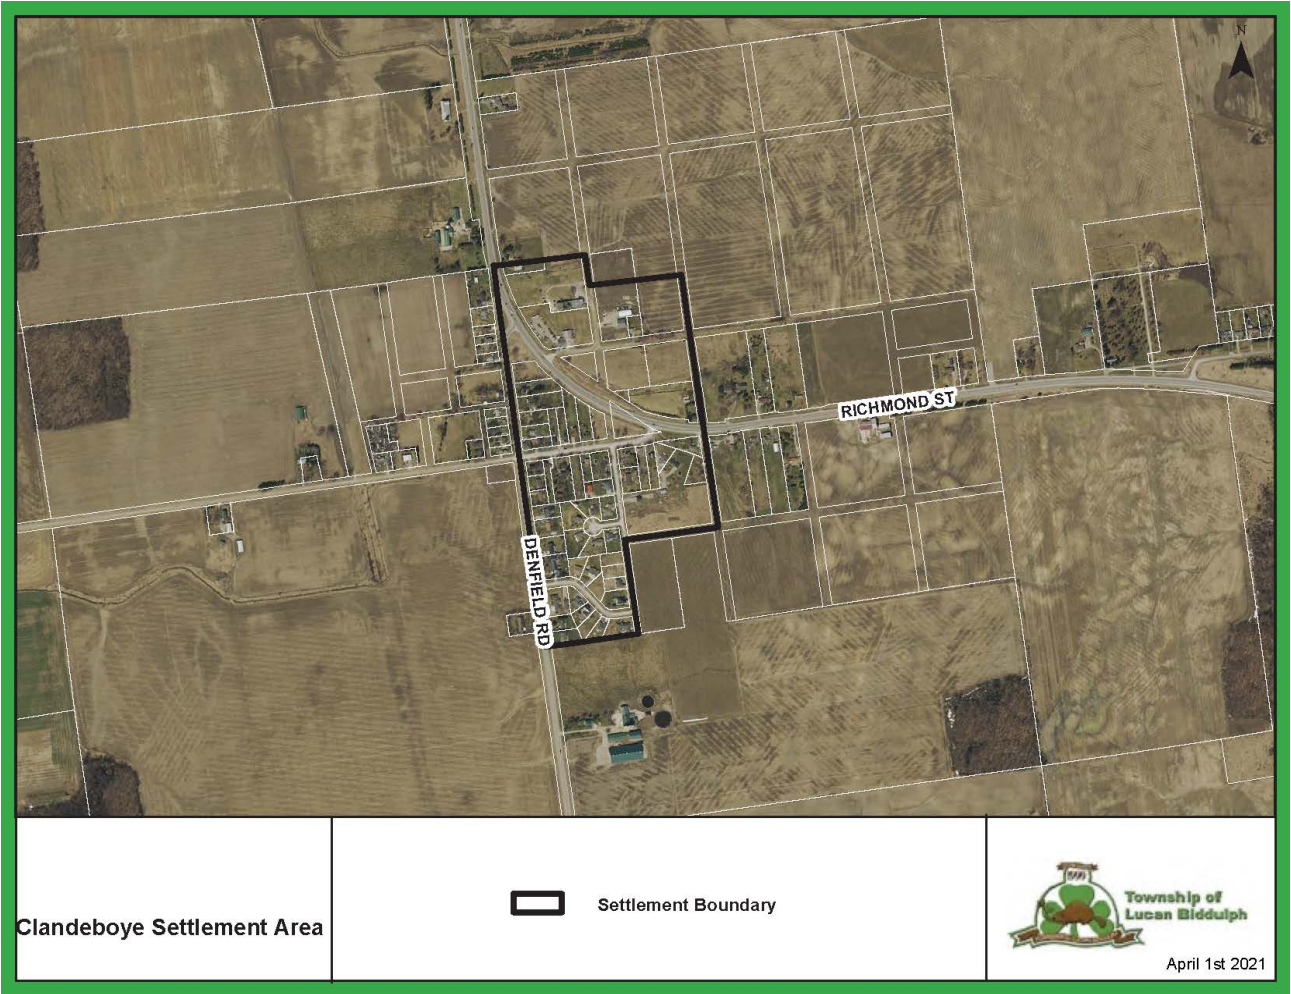 N
RICHMOND ST
DENFIELD RD
Clandeboye Settlement Area
Settlement Boundary
Township of
Lucan Biddulph
April 1st 2021